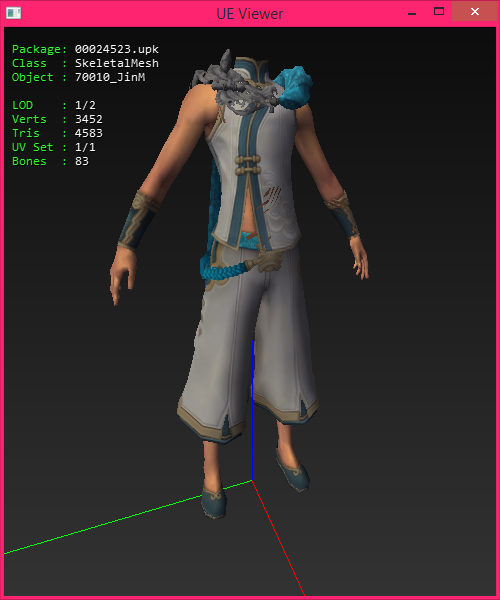 UE Viewer
Package: 00024523.upk
Class  : SkeletalMesh
Object : 70010_JinM
LOD    : 1/2
Verts  : 3452
Tris   : 4583
UV Set : 1/1
Bones  : 83